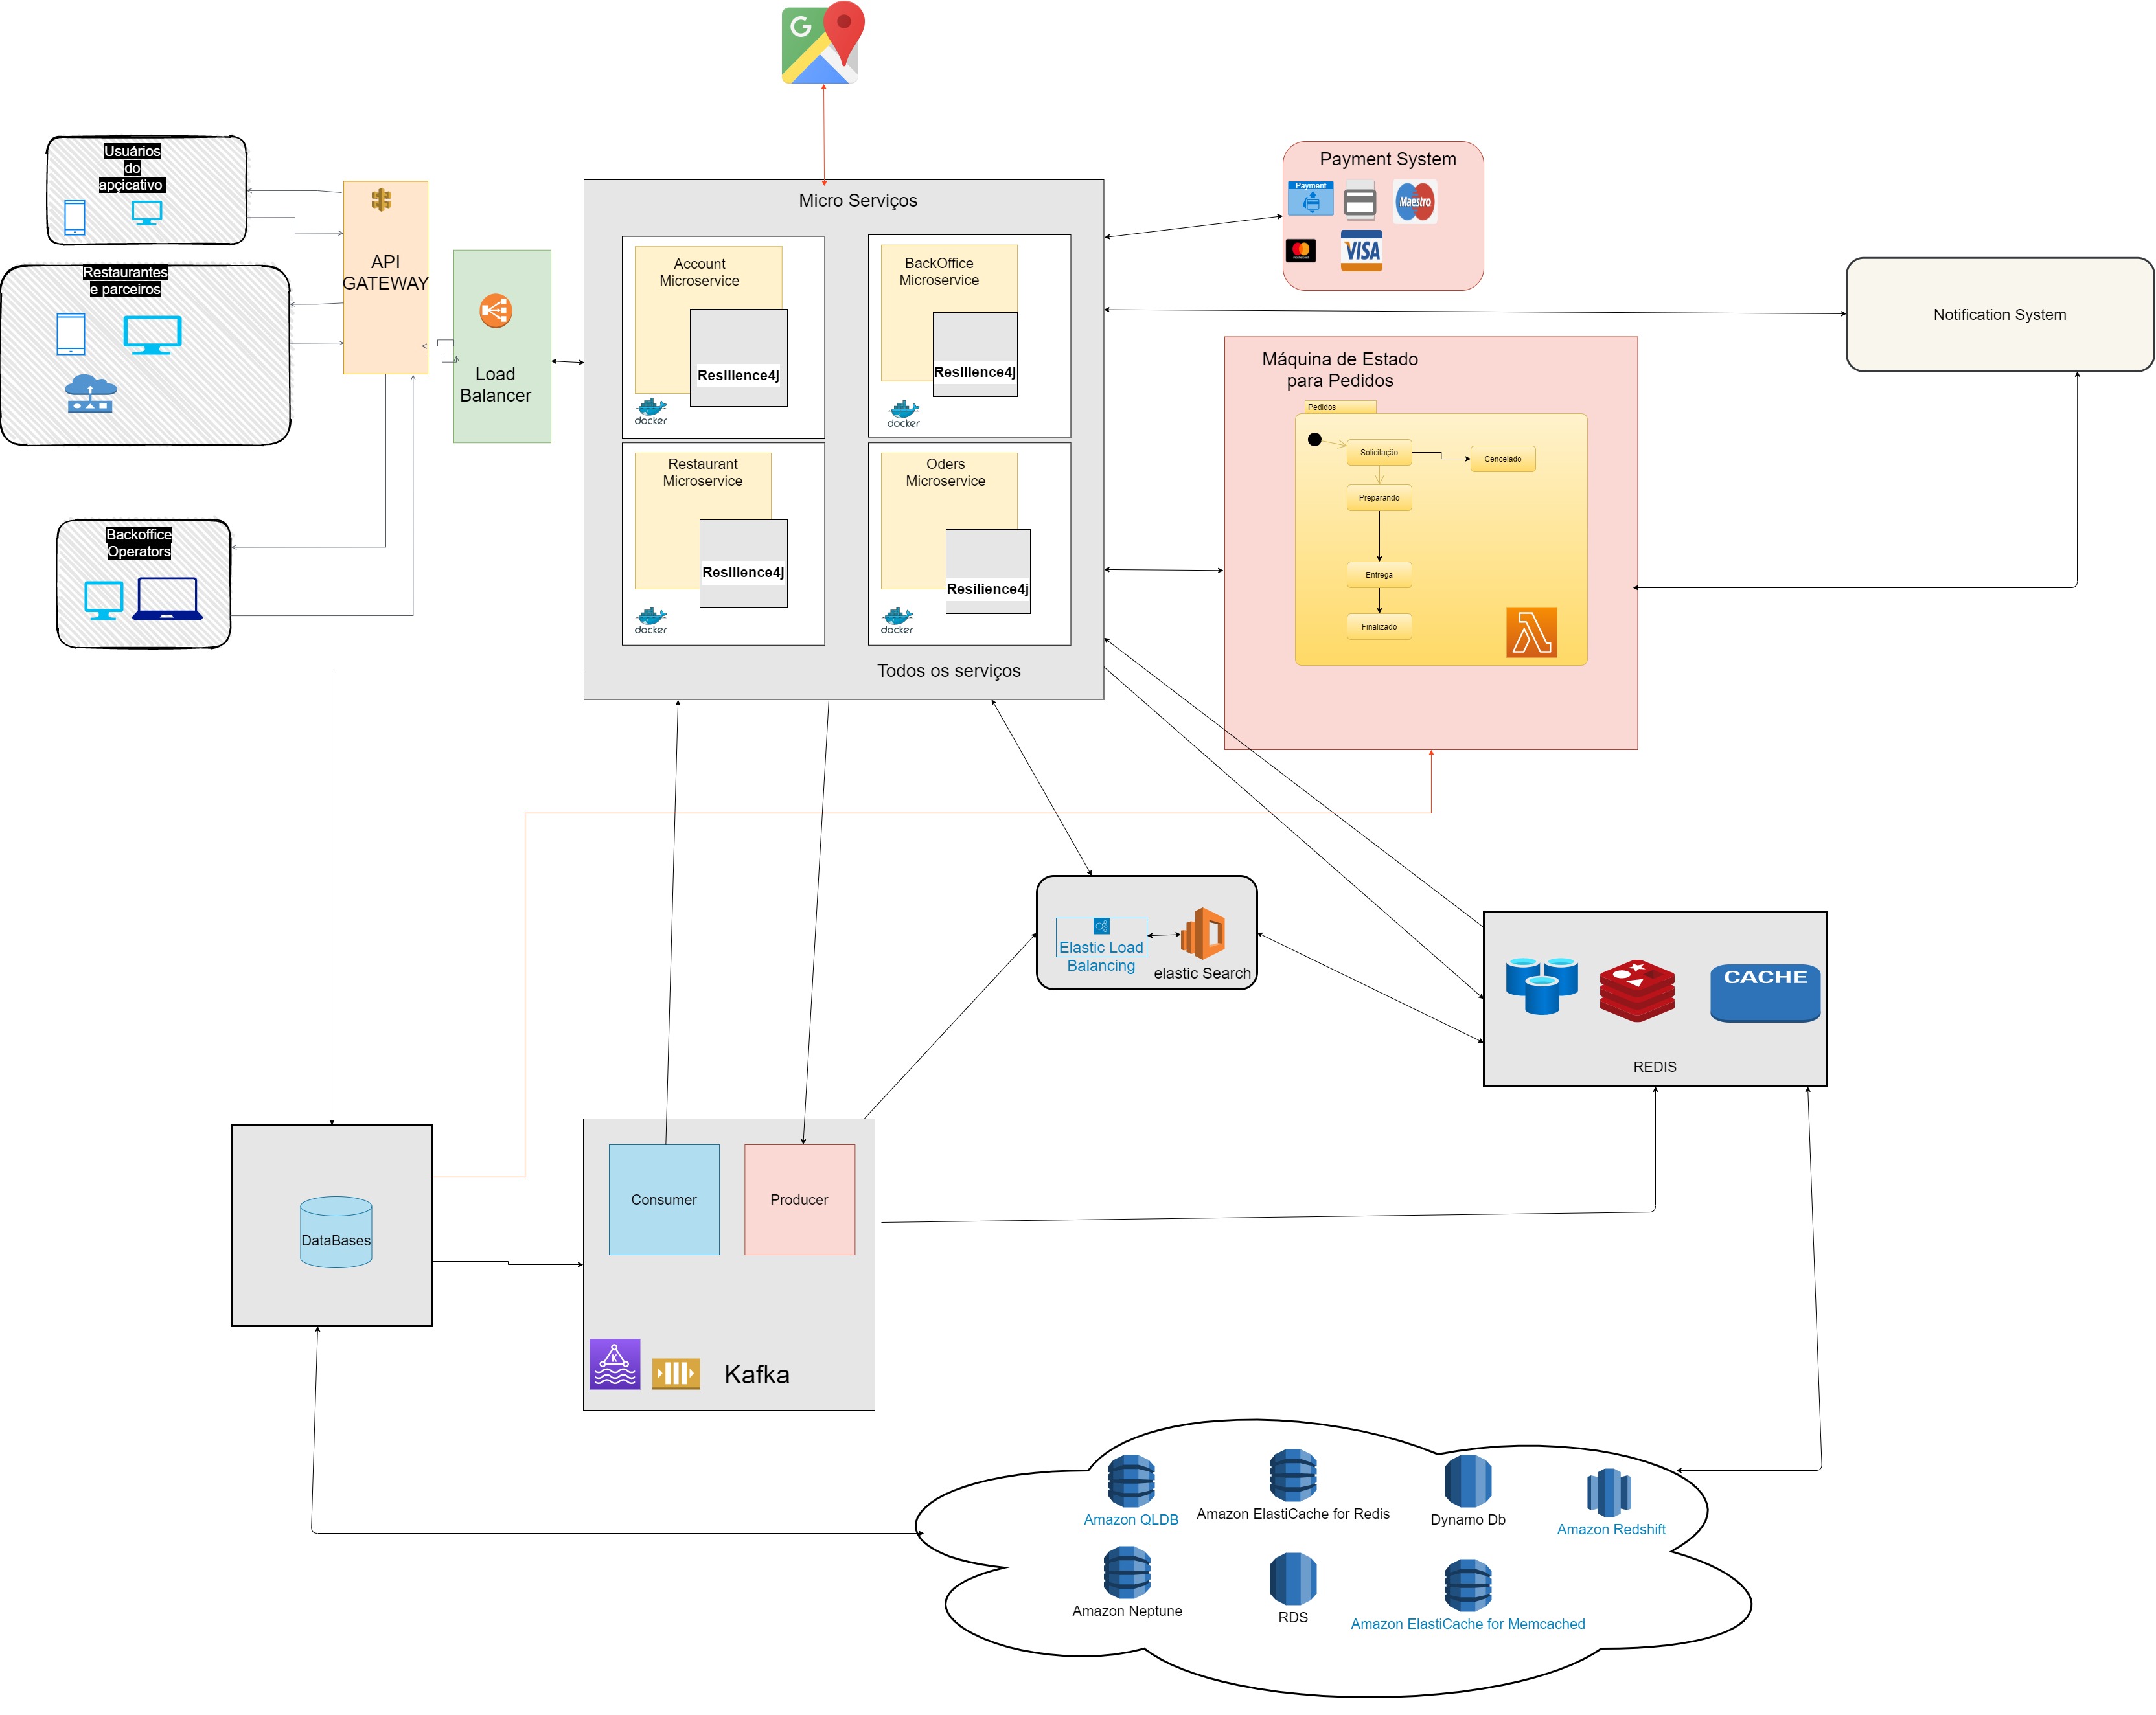 G
Usuários
do
apçicativo
Restaurantes
e parceiros
Backoffice
Operators
API
GATEWAY
Load
Balancer
Micro Serviços
Account
Microservice
Resilience4j
docker
BackOffice
Microservice
Resilience4j
docker
Restaurant
Microservice
Resilience4j
docker
Oders
Microservice
Resilience4j
docker
Todos os serviços
Payment System
Payment
Maestro
VISA
Notification System
Máquina de Estado
para Pedidos
Pedidos
Solicitação
Cencelado
Preparando
Entrega
Finalizado
Elastic Load
Balancing
elastic Search
CACHE
REDIS
DataBases
Consumer
Producer
K
Kafka
Amazon QLDB
Amazon ElastiCache for Redis
Dynamo Db
Amazon Redshift
Amazon Neptune
RDS
Amazon ElastiCache for Memcached